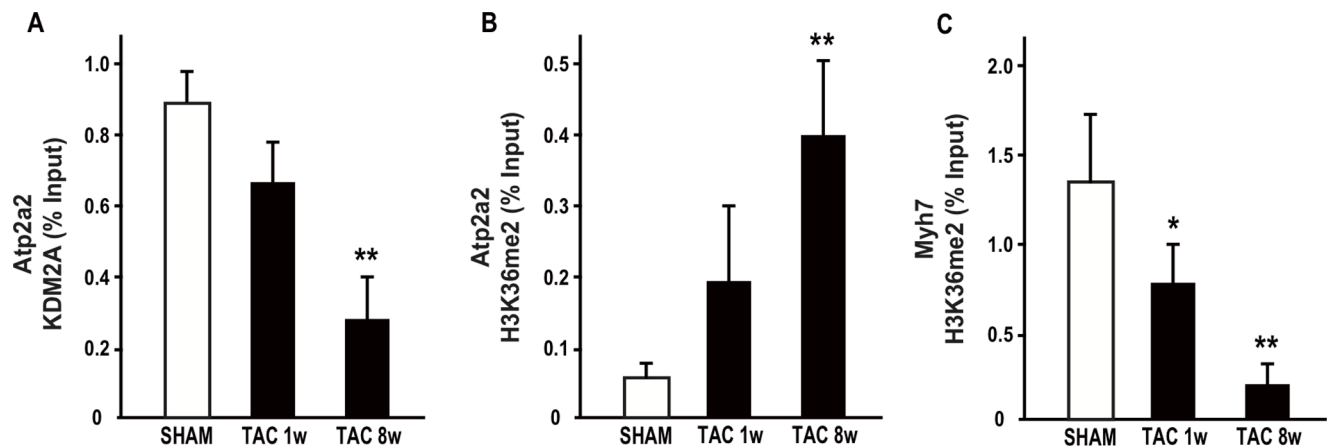 A
Atp2a2
KDM2A (% Input)
1.0
0.8
0.6
0.4
0.2
0
**
SHAM TAC 1w TAC 8w
B
Atp2a2
H3K36me2 (% Input)
0.5
0.4
0.3
0.2
0.1
0
**
SHAM TAC 1w TAC 8w
C
Myh7
H3K36me2 (% Input)
2.0
1.5
1.0
0.5
0
*
**
SHAM TAC 1w TAC 8w